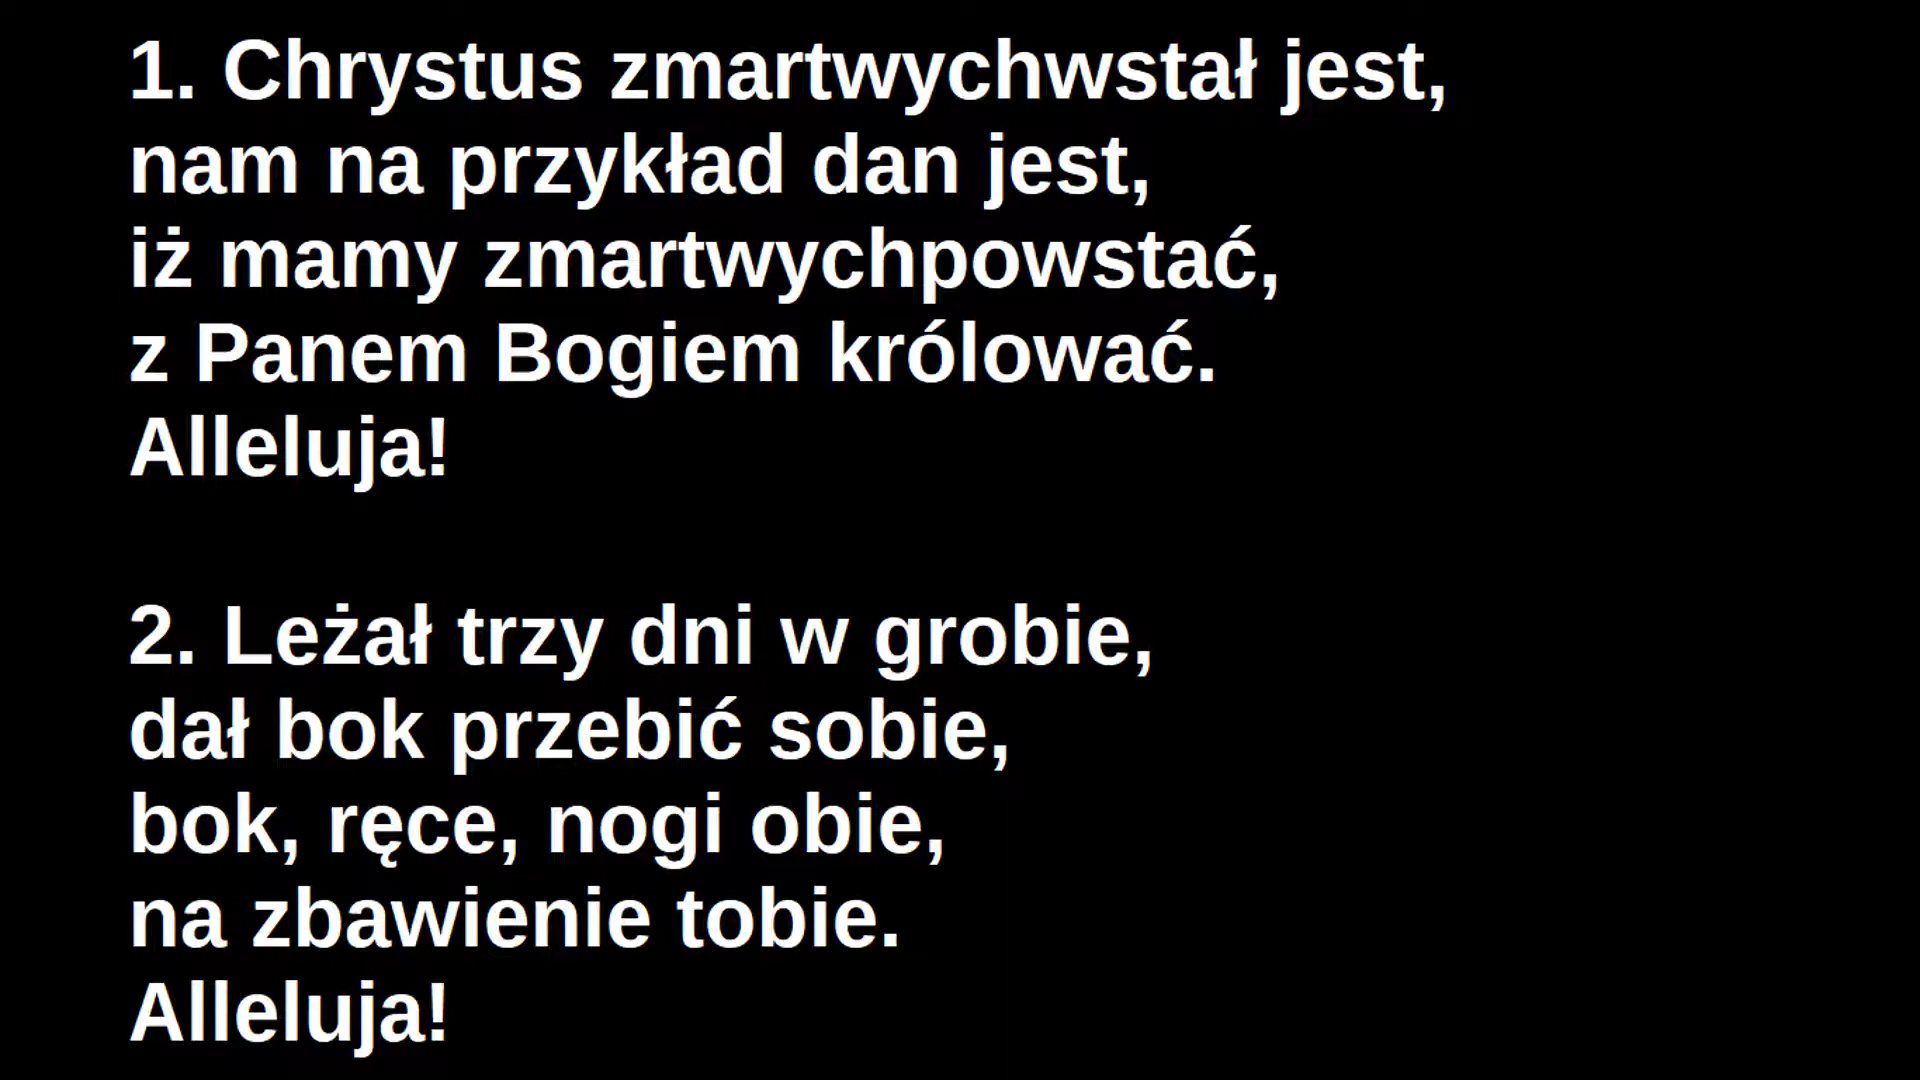 1. Chrystus zmartwychwstał jest,
nam na przykład dan jest,
iż mamy zmartwychpowstać,
z Panem Bogiem królować.
Alleluja!
2. Leżał trzy dni w grobie,
dał bok przebić sobie,
bok, ręce, nogi obie,
na zbawienie tobie.
Alleluja!